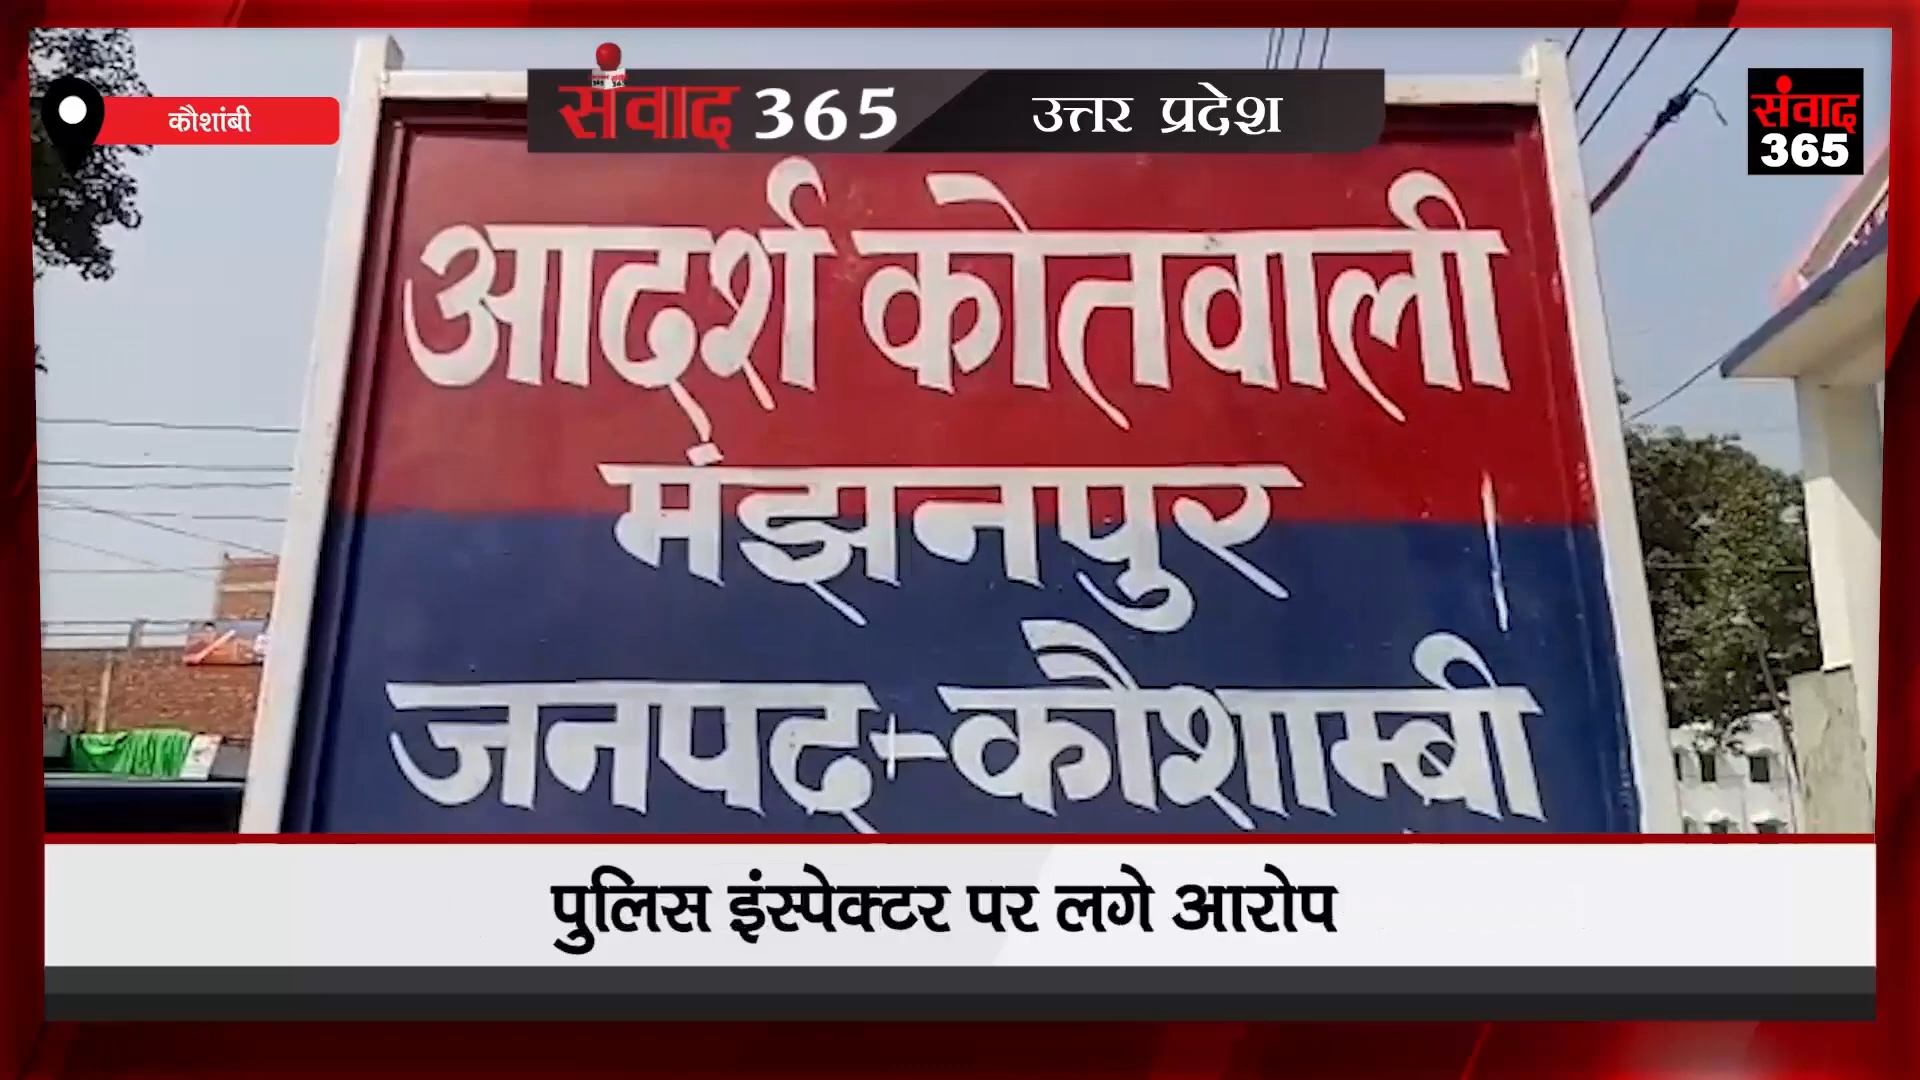 कौशांबी
संवाद 365 उत्तर प्रदेश
संवाद
365
आदर्श कोतवाली
मंझनपुर
जनपद-कौशाम्बी
पुलिस इंस्पेक्टर पर लगे आरोप